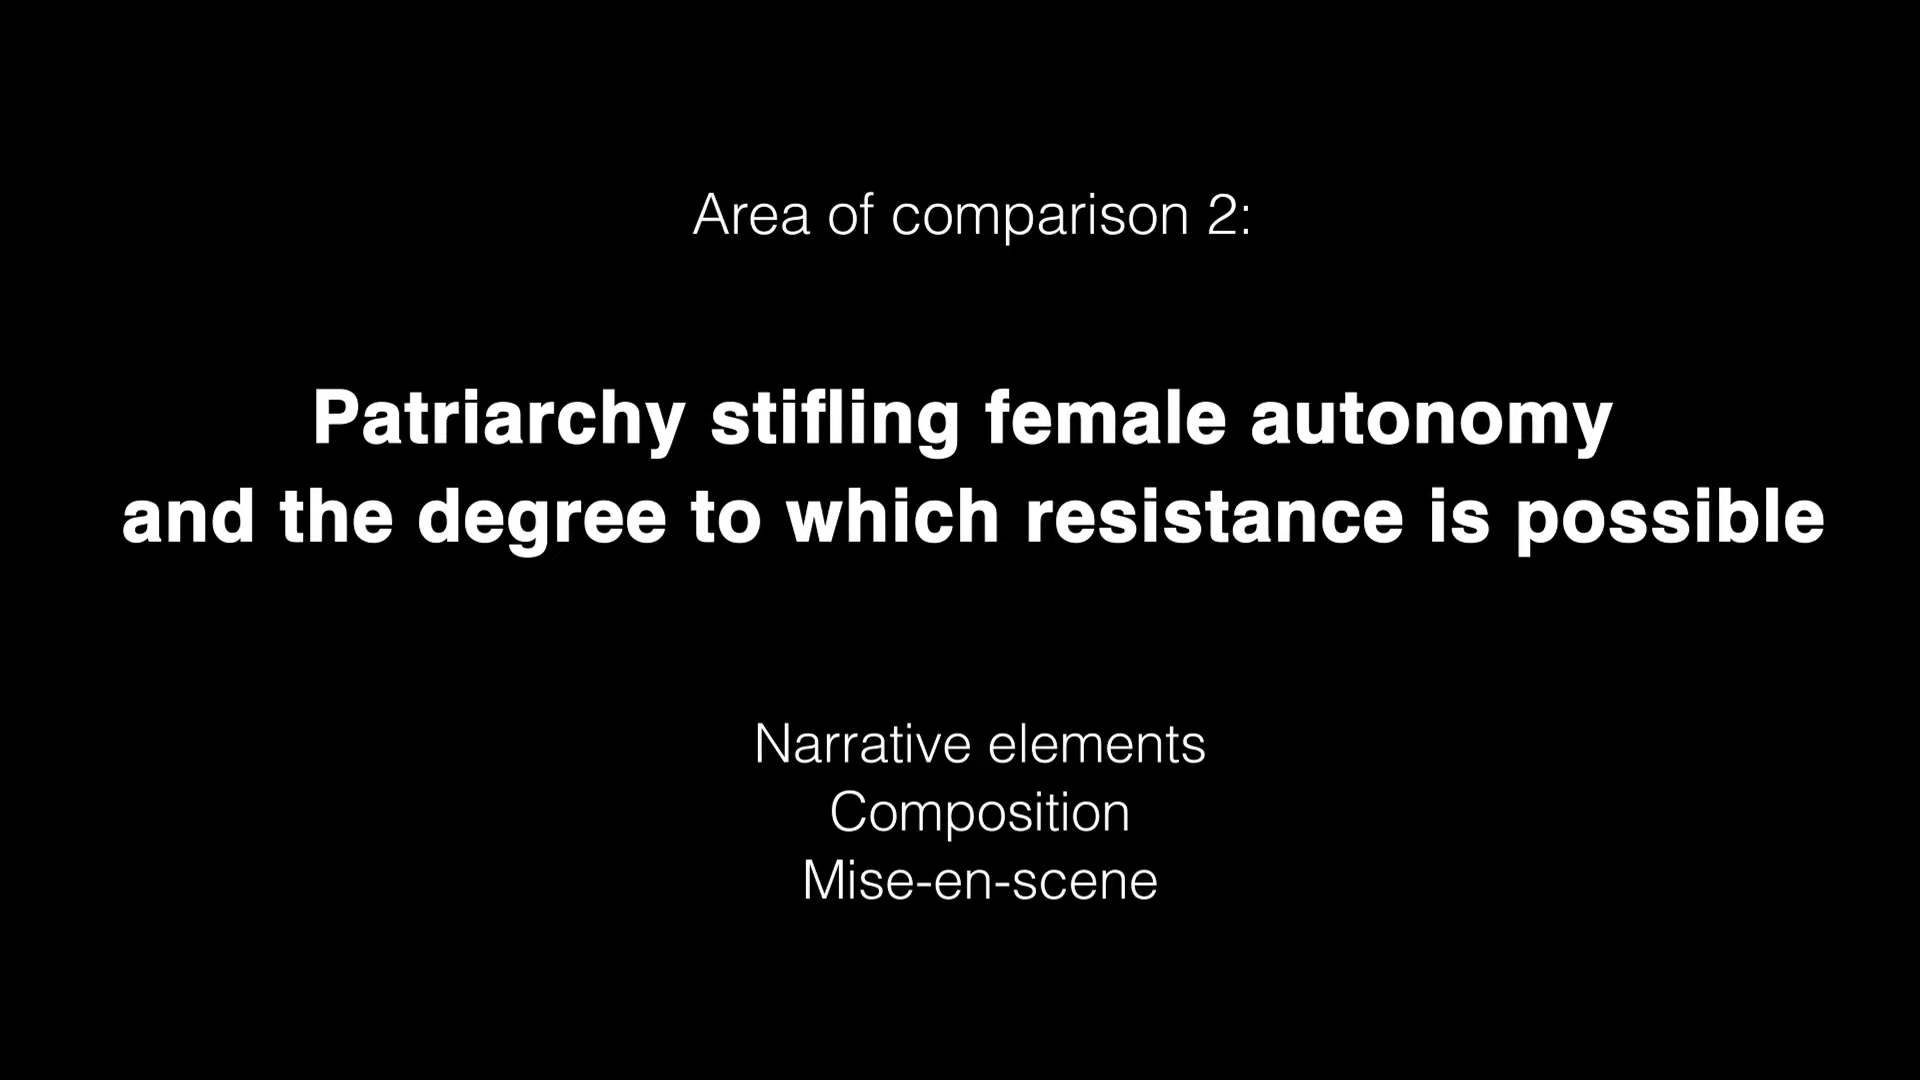 Area of comparison 2:
Patriarchy stifling female autonomy
and the degree to which resistance is possible
Narrative elements
Composition
Mise-en-scene